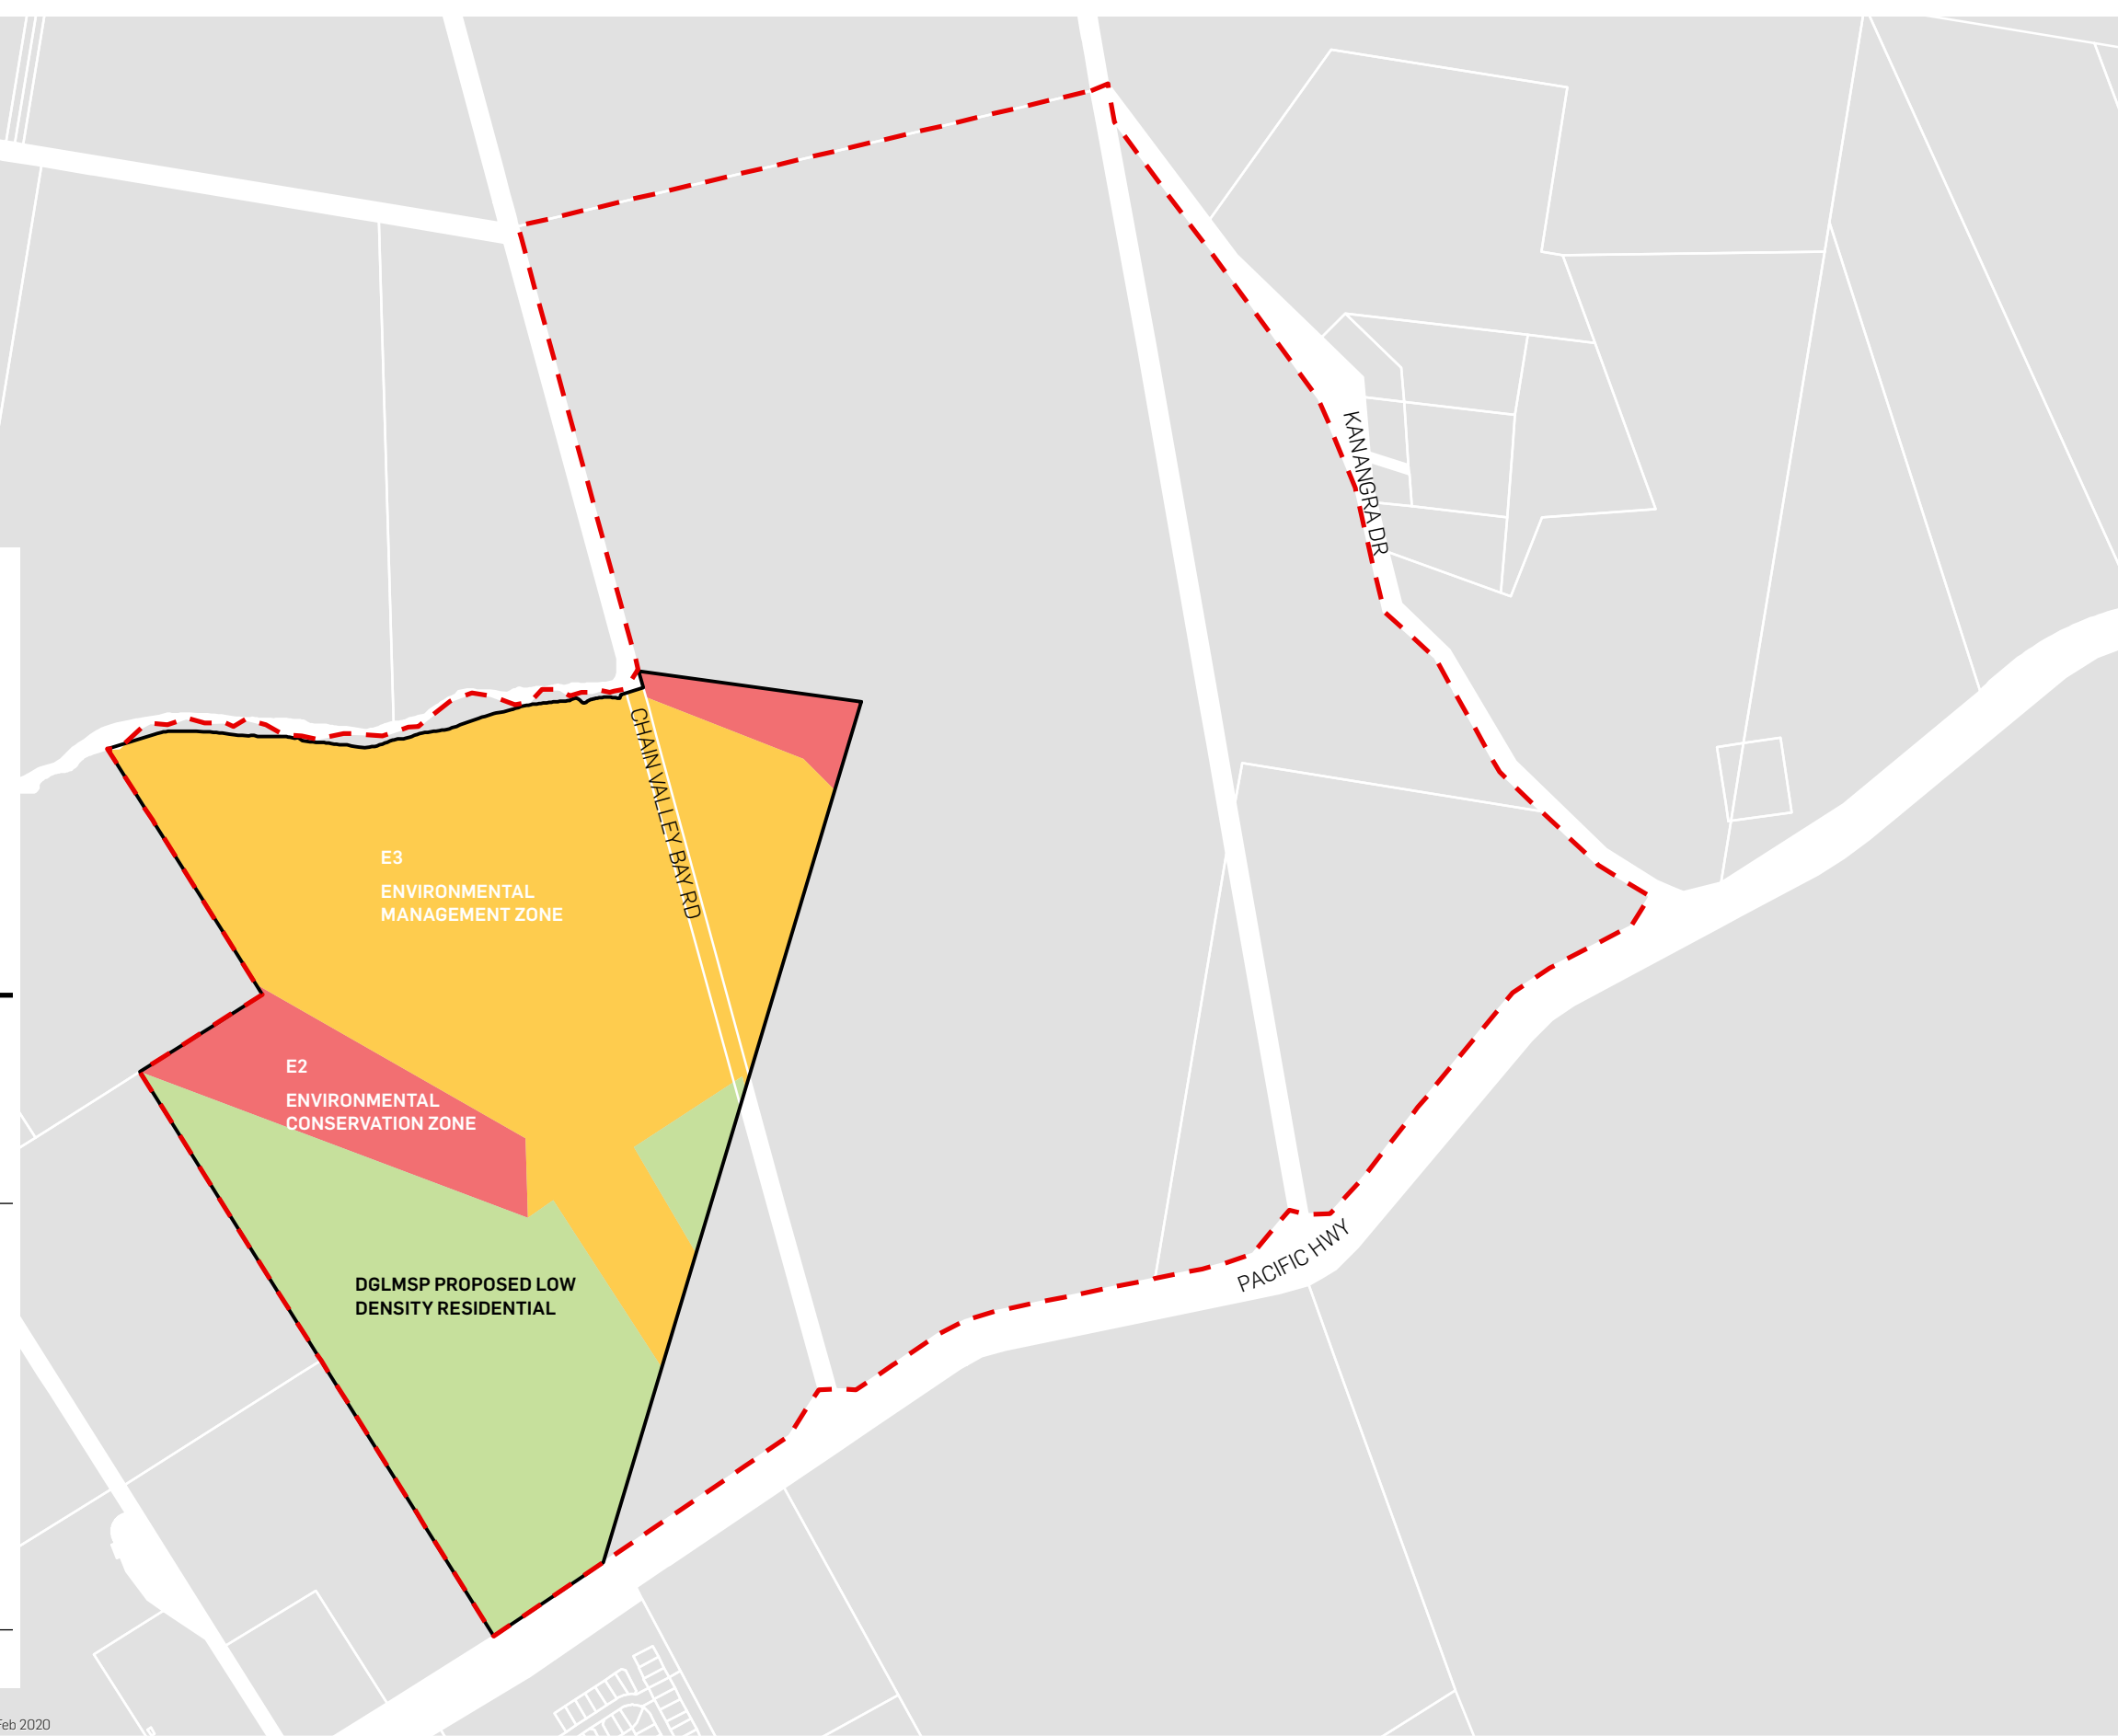 KANANGRA DR
CHAIN VALLEY BAY RD
E3
ENVIRONMENTAL
MANAGEMENT ZONE
E2
ENVIRONMENTAL
CONSERVATION ZONE
DGLMSP PROPOSED LOW
DENSITY RESIDENTIAL
PACIFIC HWY
Feb 2020